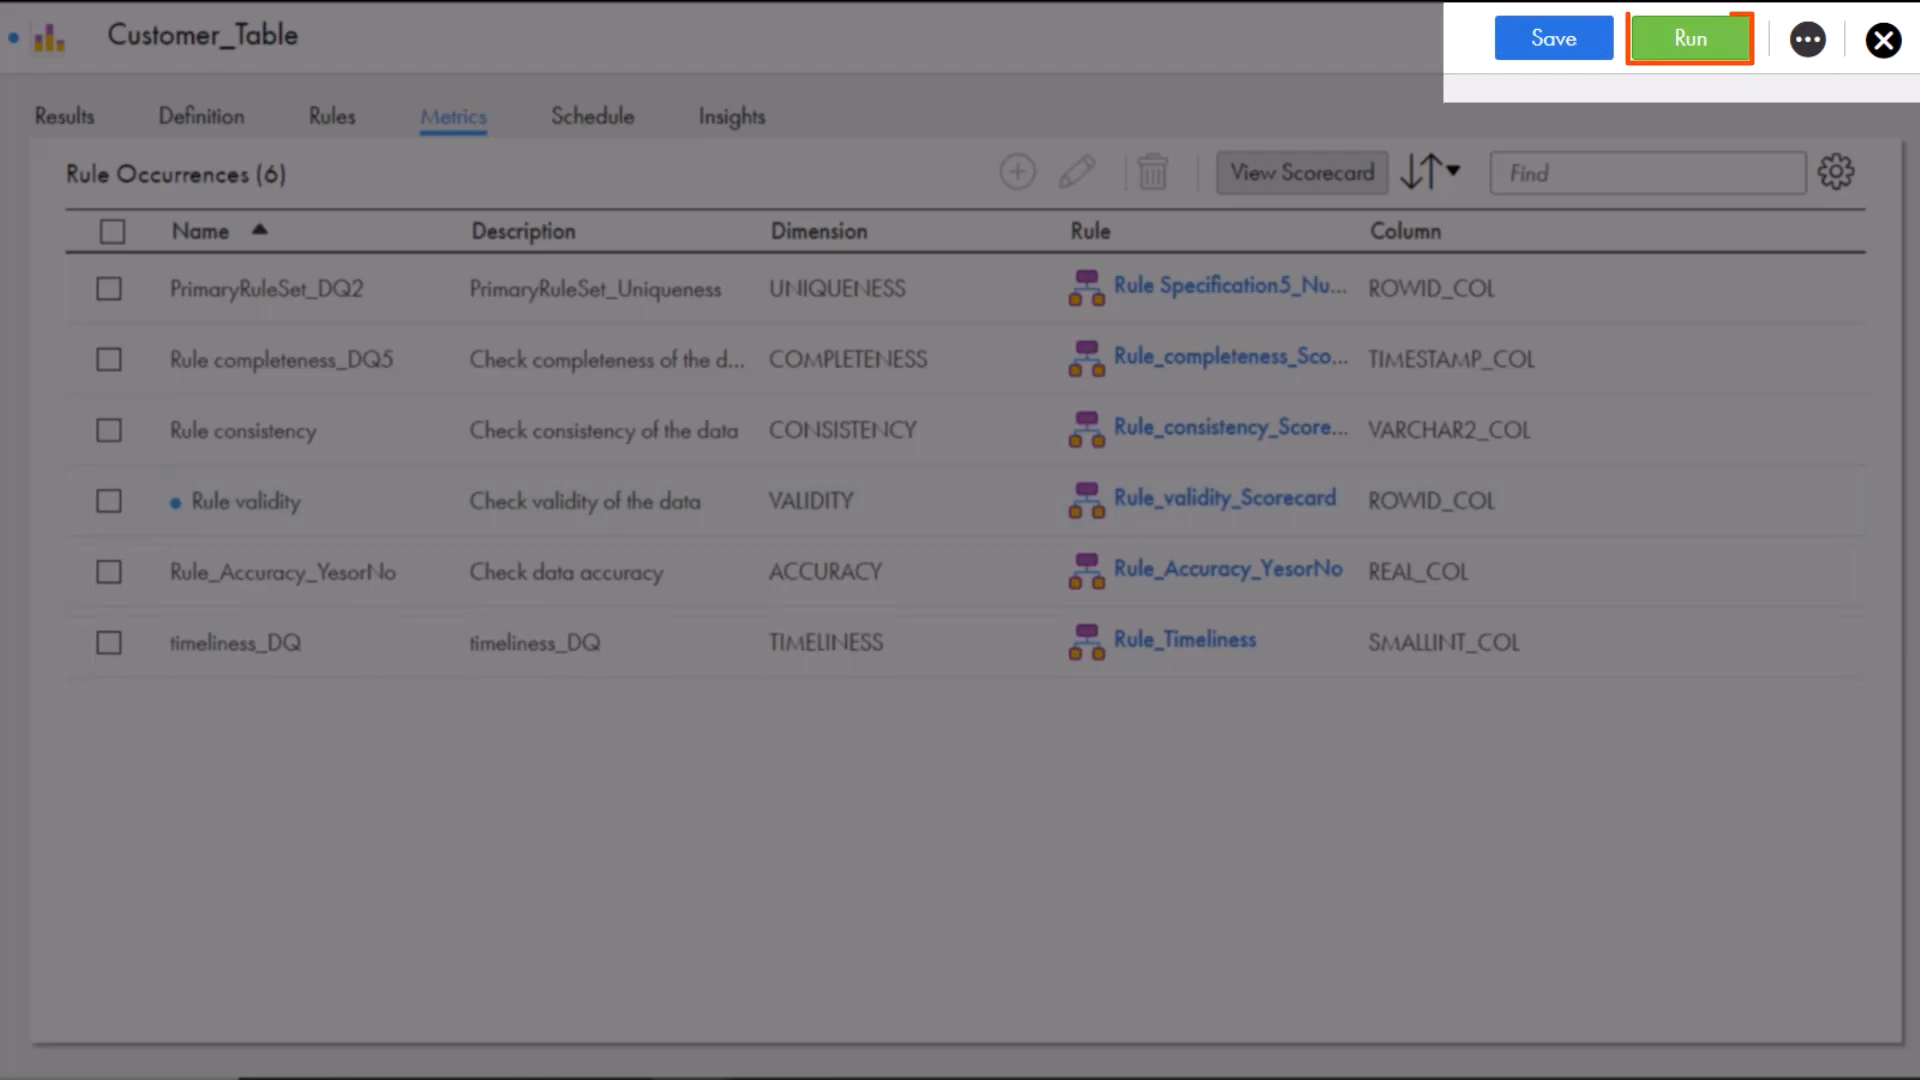 Customer_Table
Save
Run
Results
Definition
Rules
Metrics
Schedule
Insights
Rule Occurrences (6)
View Scorecard
Find
Name
Description
Dimension
Rule
Column
PrimaryRuleSet_DQ2 PrimaryRuleSet_Uniqueness UNIQUENESS Rule Specification5_Nu... ROWID_COL
Rule completeness_DQ5 Check completeness of the d... COMPLETENESS Rule_completeness_Sco... TIMESTAMP_COL
Rule consistency Check consistency of the data CONSISTENCY Rule_consistency_Score... VARCHAR2_COL
Rule validity Check validity of the data VALIDITY Rule_validity_Scorecard ROWID_COL
Rule_Accuracy_YesorNo Check data accuracy ACCURACY Rule_Accuracy_YesorNo REAL_COL
timeliness_DQ timeliness_DQ TIMELINESS Rule_Timeliness SMALLINT_COL